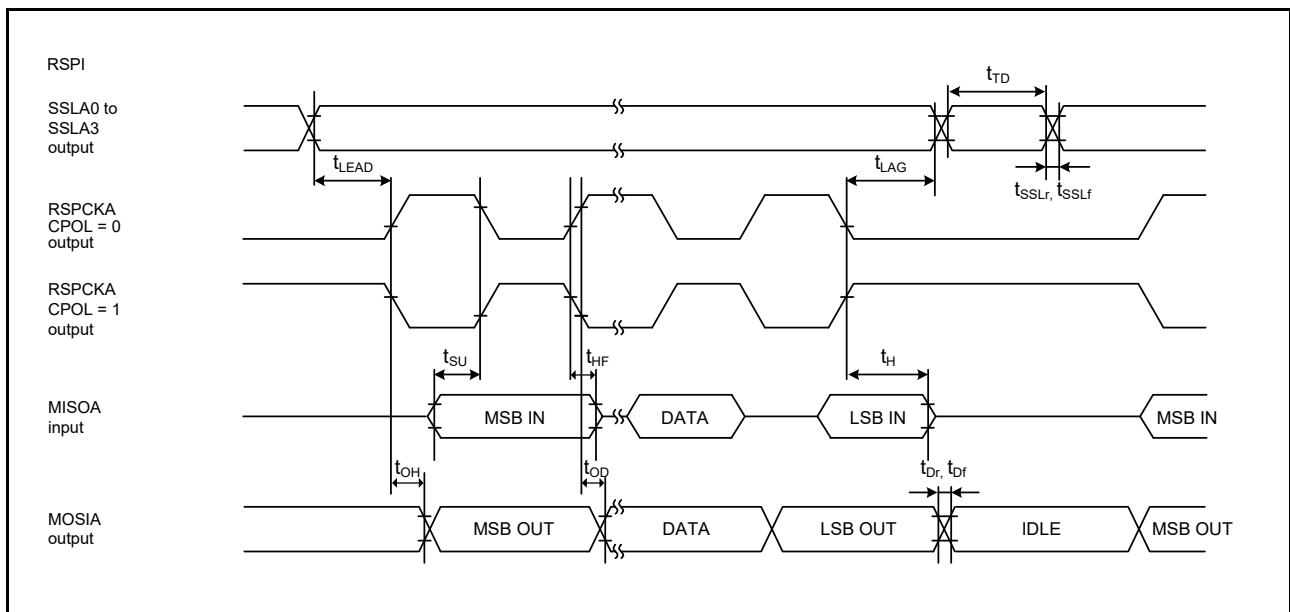 RSPI
SSLA0 to
SSLA3
output
tTD
tLEAD
tLAG
tSSLr, tSSLf
RSPCKA
CPOL = 0
output
RSPCKA
CPOL = 1
output
tSU
tHF
tH
MISOA
input
MSB IN
DATA
LSB IN
MSB IN
tOH
tOD
tDr, tDf
MOSIA
output
MSB OUT
DATA
LSB OUT
IDLE
MSB OUT